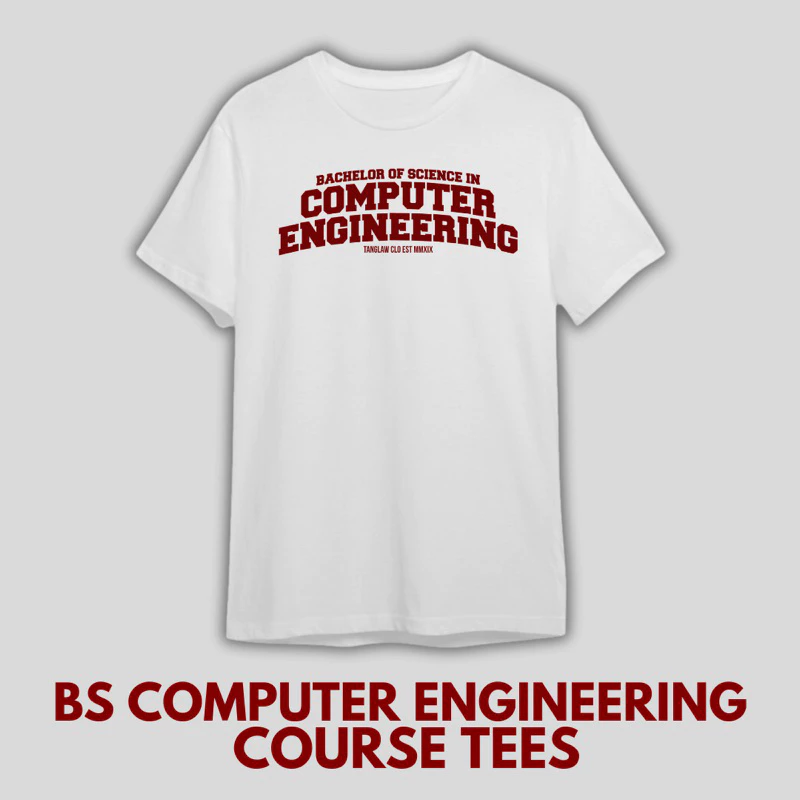 BACHELOR OF SCIENCE IN
COMPUTER
ENGINEERING
TANGLAW CLO EST MMXIX
BS COMPUTER ENGINEERING
COURSE TEES